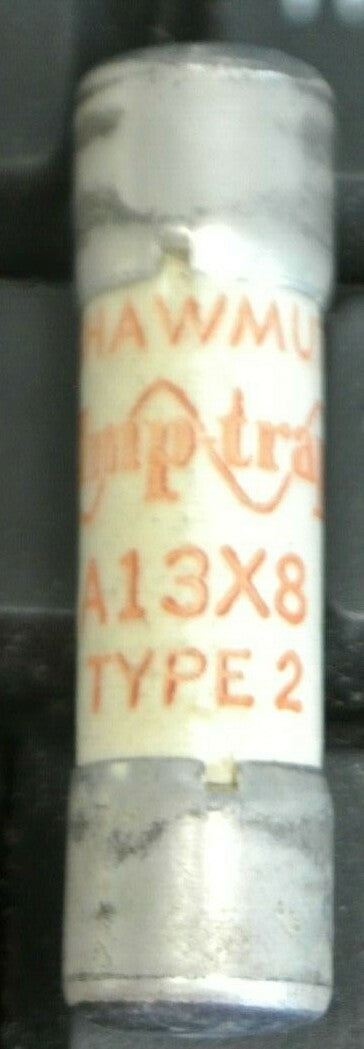 HAWMU
mp-tra
A13X8
TYPE 2